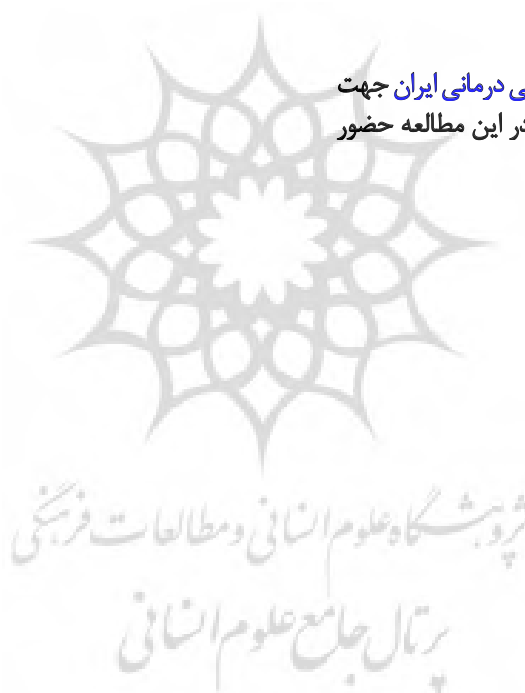 ی درمانی ایران جهت
در این مطالعه حضور
پژوهشگاه علوم انسانی و مطالعات فرهنگی
پرتال جامع علوم انسانی